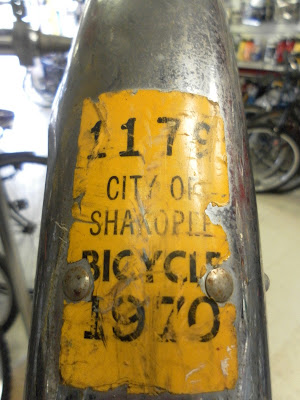 1179
CITY OF
SHAKOPEE
BICYCLE
1970